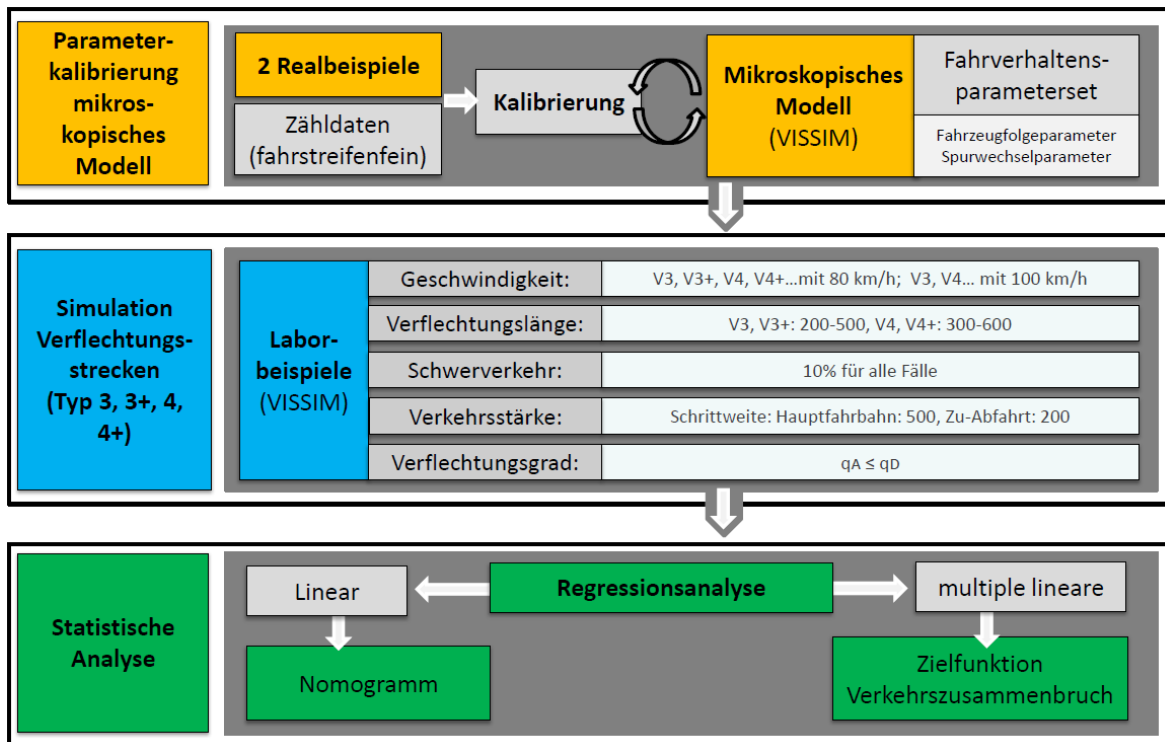 Parameter-
kalibrierung
mikros-
kopisches
Modell
2 Realbeispiele
Zähldaten
(fahrstreifenfein)
Kalibrierung
Mikroskopisches
Modell
(VISSIM)
Fahrverhaltens-
parameterset
Fahrzeugfolgeparameter
Spurwechselparameter
Simulation
Verflechtungs-
strecken
(Typ 3, 3+, 4,
4+)
Labor-
beispiele
(VISSIM)
Geschwindigkeit:
V3, V3+, V4, V4+...mit 80 km/h; V3, V4... mit 100 km/h
Verflechtungslänge:
V3, V3+: 200-500, V4, V4+: 300-600
Schwerverkehr:
10% für alle Fälle
Verkehrsstärke:
Schrittweite: Hauptfahrbahn: 500, Zu-Abfahrt: 200
Verflechtungsgrad:
qA ≤ qD
Statistische
Analyse
Linear
Regressionsanalyse
multiple lineare
Nomogramm
Zielfunktion
Verkehrszusammenbruch